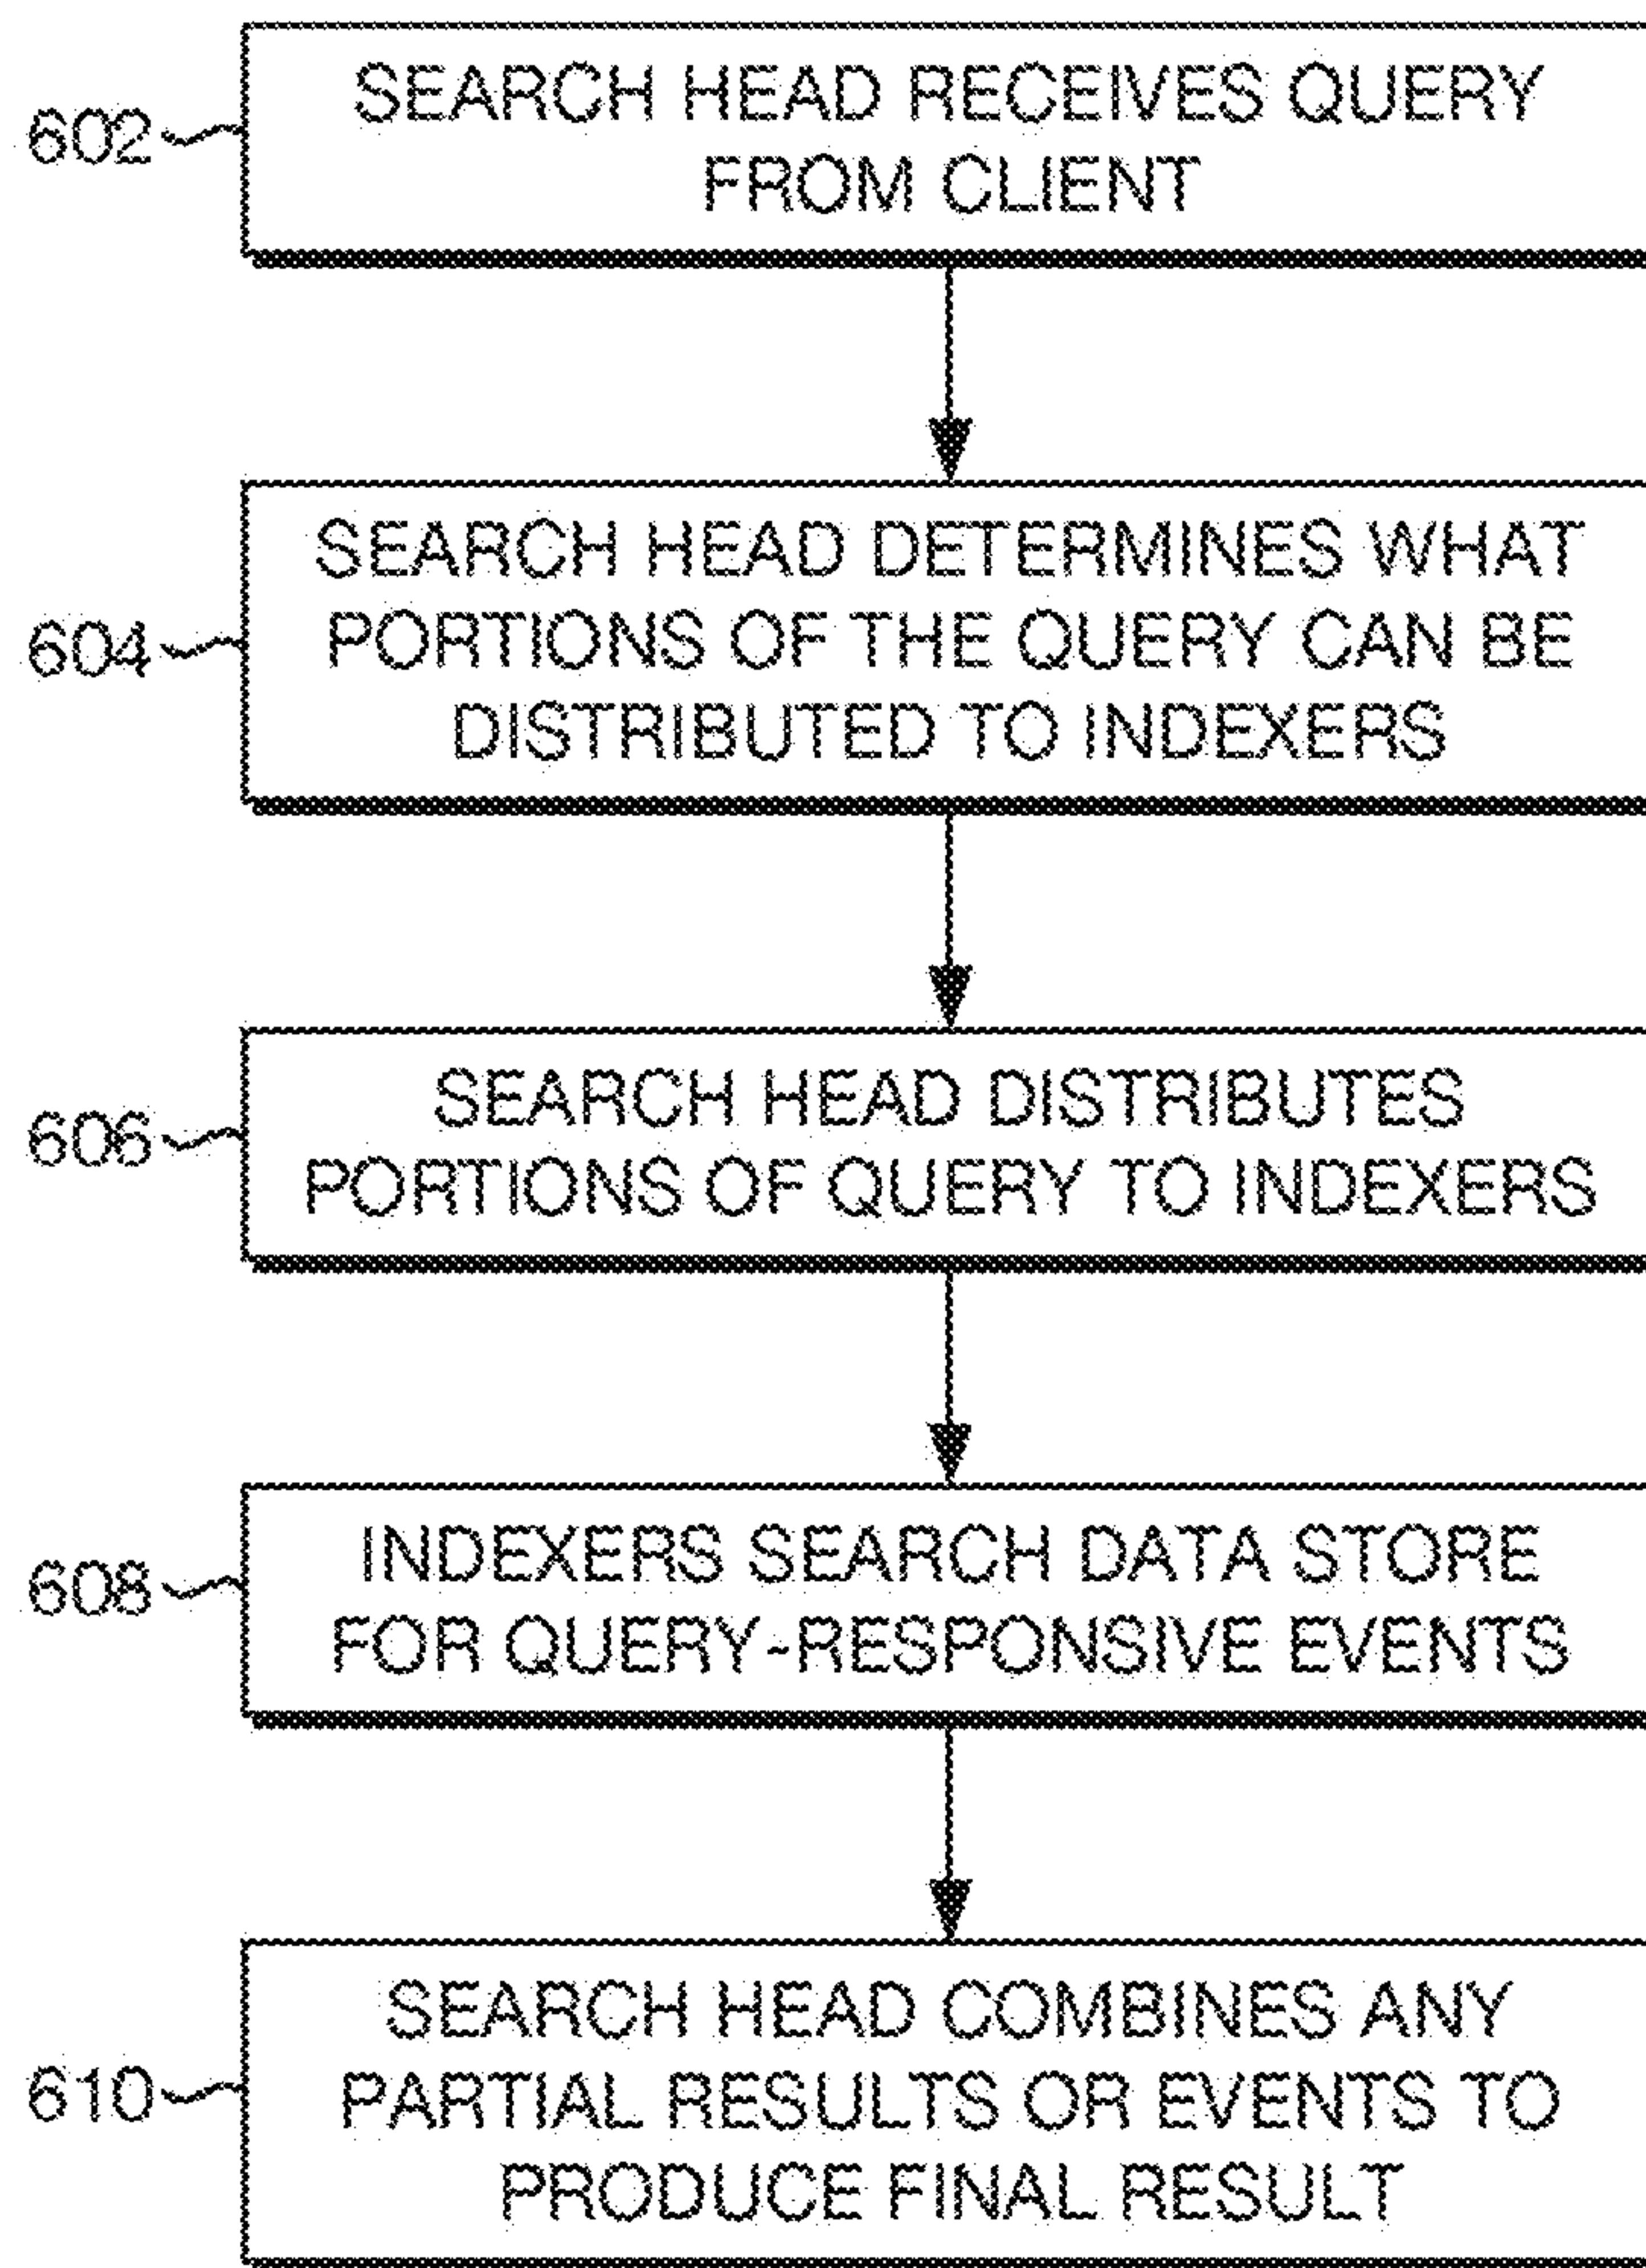 602
SEARCH HEAD RECEIVES QUERY
FROM CLIENT
604
SEARCH HEAD DETERMINES WHAT
PORTIONS OF THE QUERY CAN BE
DISTRIBUTED TO INDEXERS
606
SEARCH HEAD DISTRIBUTES
PORTIONS OF QUERY TO INDEXERS
608
INDEXERS SEARCH DATA STORE
FOR QUERY-RESPONSIVE EVENTS
610
SEARCH HEAD COMBINES ANY
PARTIAL RESULTS OR EVENTS TO
PRODUCE FINAL RESULT